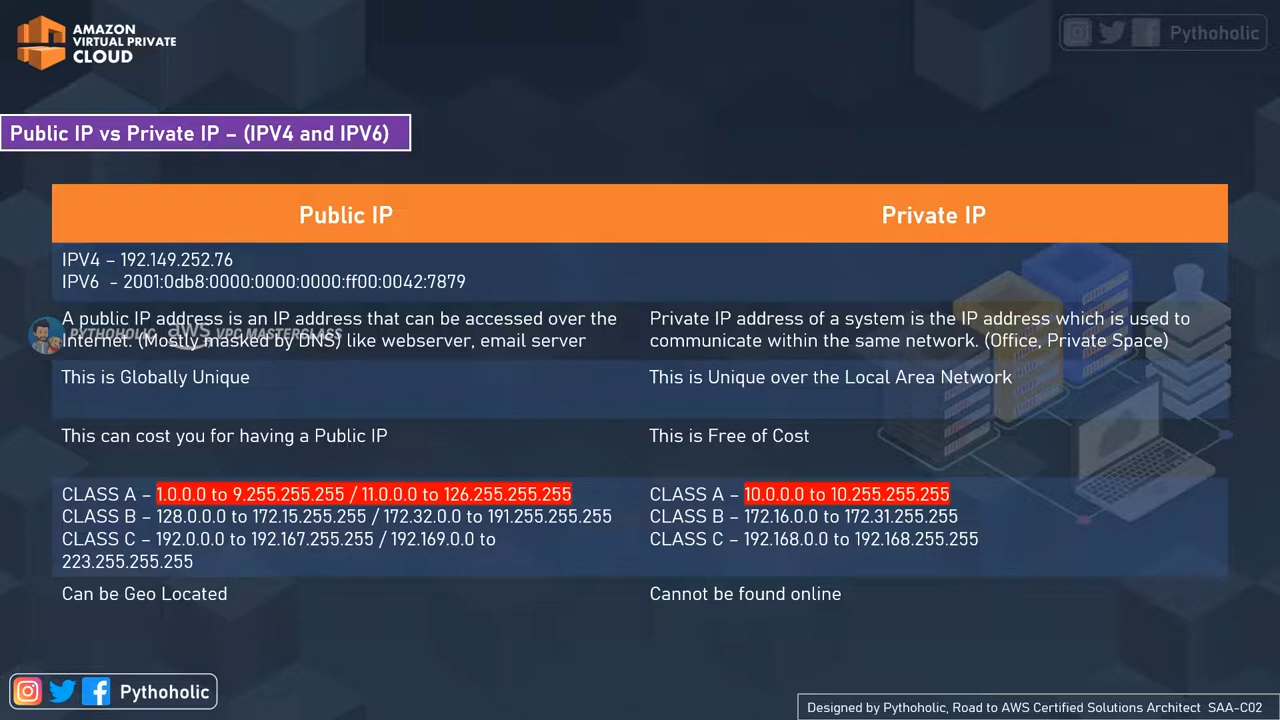 AMAZON
VIRTUAL PRIVATE
CLOUD
Pythoholic
Public IP vs Private IP – (IPV4 and IPV6)
Public IP
Private IP
IPV4 – 192.149.252.76
IPV6 - 2001:0db8:0000:0000:0000:ff00:0042:7879
A public IP address is an IP address that can be accessed over the
Internet. (Mostly masked by DNS) like webserver, email server
Private IP address of a system is the IP address which is used to
communicate within the same network. (Office, Private Space)
PYTHOHOLIC aws VPC MASTERCLASS
This is Globally Unique
This is Unique over the Local Area Network
This can cost you for having a Public IP
This is Free of Cost
CLASS A – 1.0.0.0 to 9.255.255.255 / 11.0.0.0 to 126.255.255.255
CLASS B – 128.0.0.0 to 172.15.255.255 / 172.32.0.0 to 191.255.255.255
CLASS C – 192.0.0.0 to 192.167.255.255 / 192.169.0.0 to
223.255.255.255
CLASS A – 10.0.0.0 to 10.255.255.255
CLASS B – 172.16.0.0 to 172.31.255.255
CLASS C – 192.168.0.0 to 192.168.255.255
Can be Geo Located
Cannot be found online
Pythoholic
Designed by Pythoholic, Road to AWS Certified Solutions Architect SAA-C02